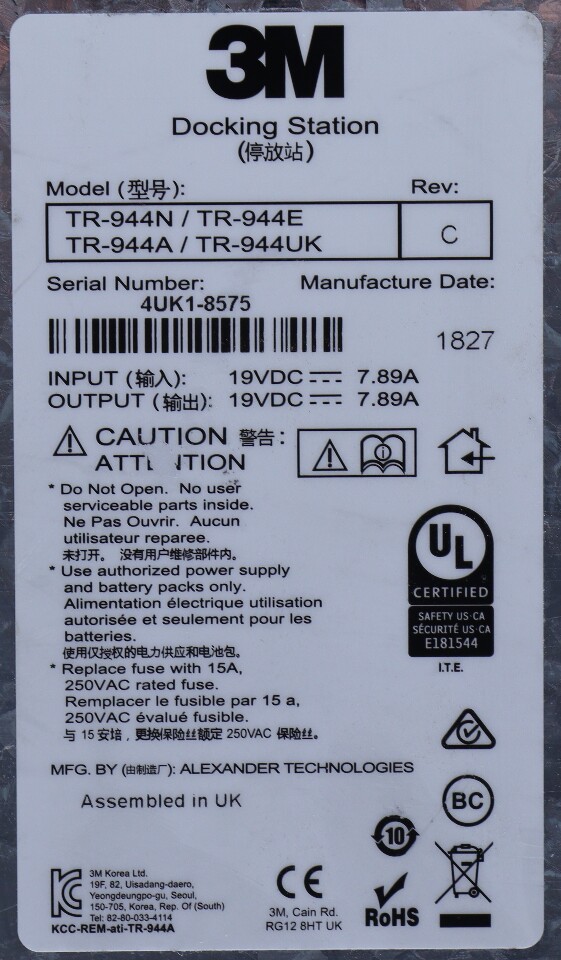 3M
Docking Station
(停放站)
Model (型号): Rev:
TR-944N / TR-944E
TR-944A / TR-944UK
C
Serial Number: Manufacture Date:
4UK1-8575
1827
INPUT (输入): 19VDC 7.89A
OUTPUT (输出): 19VDC 7.89A
CAUTION 警告:
ATTENTION
* Do Not Open. No user
serviceable parts inside.
Ne Pas Ouvrir. Aucun
utilisateur reparee.
未打开。 没有用户维修部件内。
* Use authorized power supply
and battery packs only.
Alimentation électrique utilisation
autorisée et seulement pour les
batteries.
使用仅授权的电力供应和电池包。
* Replace fuse with 15A,
250VAC rated fuse.
Remplacer le fusible par 15 a,
250VAC évalué fusible.
与 15 安培, 更换保险丝额定 250VAC 保险丝。
UL
CERTIFIED
SAFETY US-CA
SÉCURITÉ US-CA
E181544
I.T.E.
MFG. BY (由制造厂): ALEXANDER TECHNOLOGIES
Assembled in UK
BC
10
3M Korea Ltd.
19F, 82, Uisadang-daero,
Yeongdeungpo-gu, Seoul,
150-705, Korea, Rep. Of (South)
Tel: 82-80-033-4114
KCC-REM-ati-TR-944A
CE
3M, Cain Rd.
RG12 8HT UK
RoHS